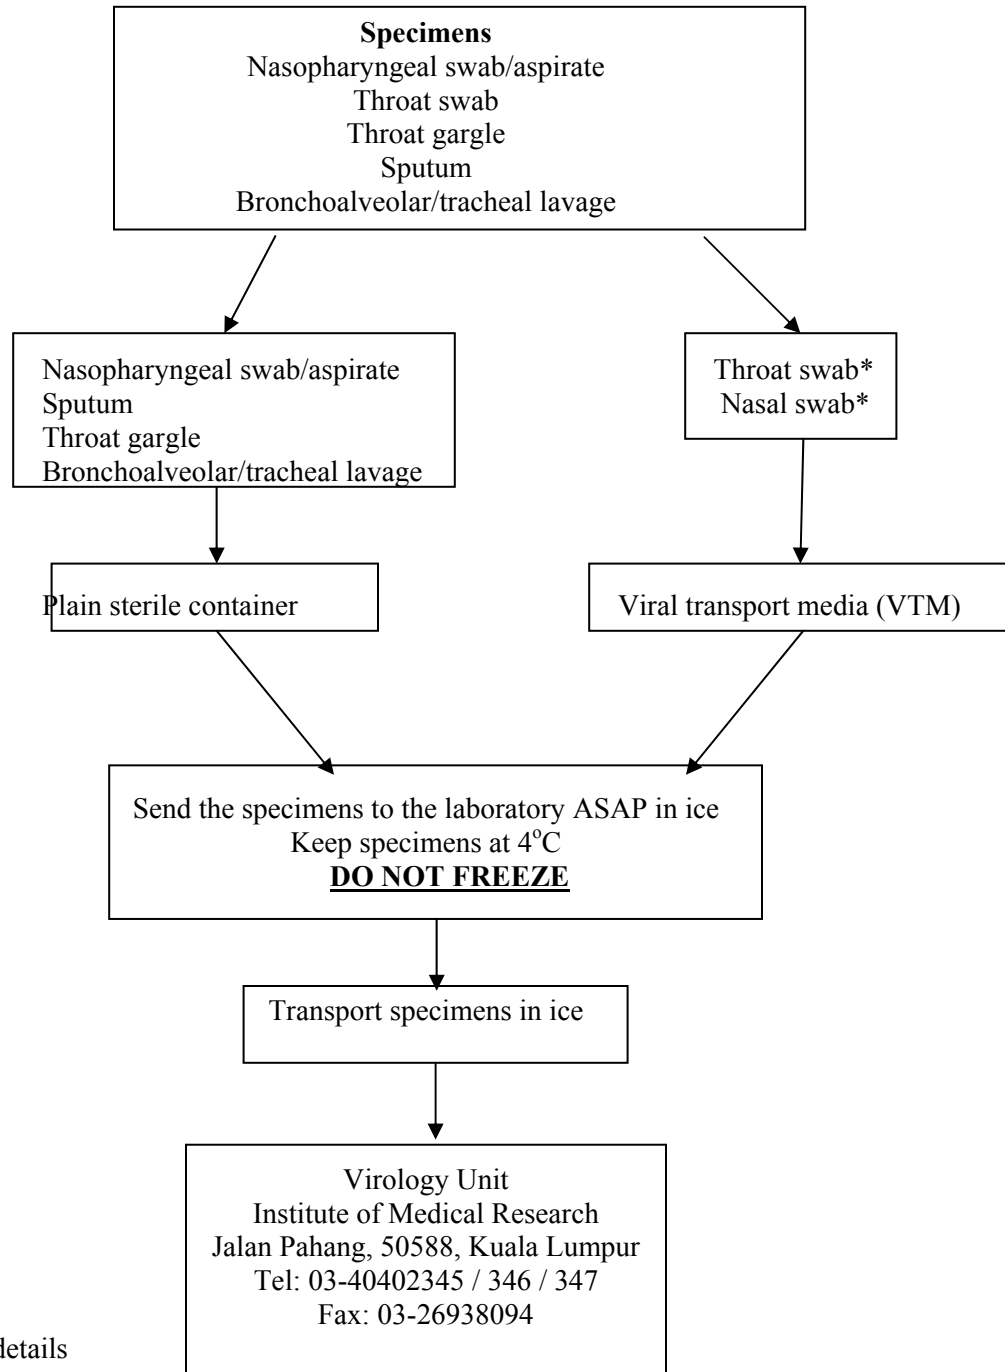 Specimens
Nasopharyngeal swab/aspirate
Throat swab
Throat gargle
Sputum
Bronchoalveolar/tracheal lavage
Nasopharyngeal swab/aspirate
Sputum
Throat gargle
Bronchoalveolar/tracheal lavage
Throat swab*
Nasal swab*
Plain sterile container
Viral transport media (VTM)
Send the specimens to the laboratory ASAP in ice
Keep specimens at 4°C
DO NOT FREEZE
Transport specimens in ice
Virology Unit
Institute of Medical Research
Jalan Pahang, 50588, Kuala Lumpur
Tel: 03-40402345 / 346 / 347
Fax: 03-26938094
details